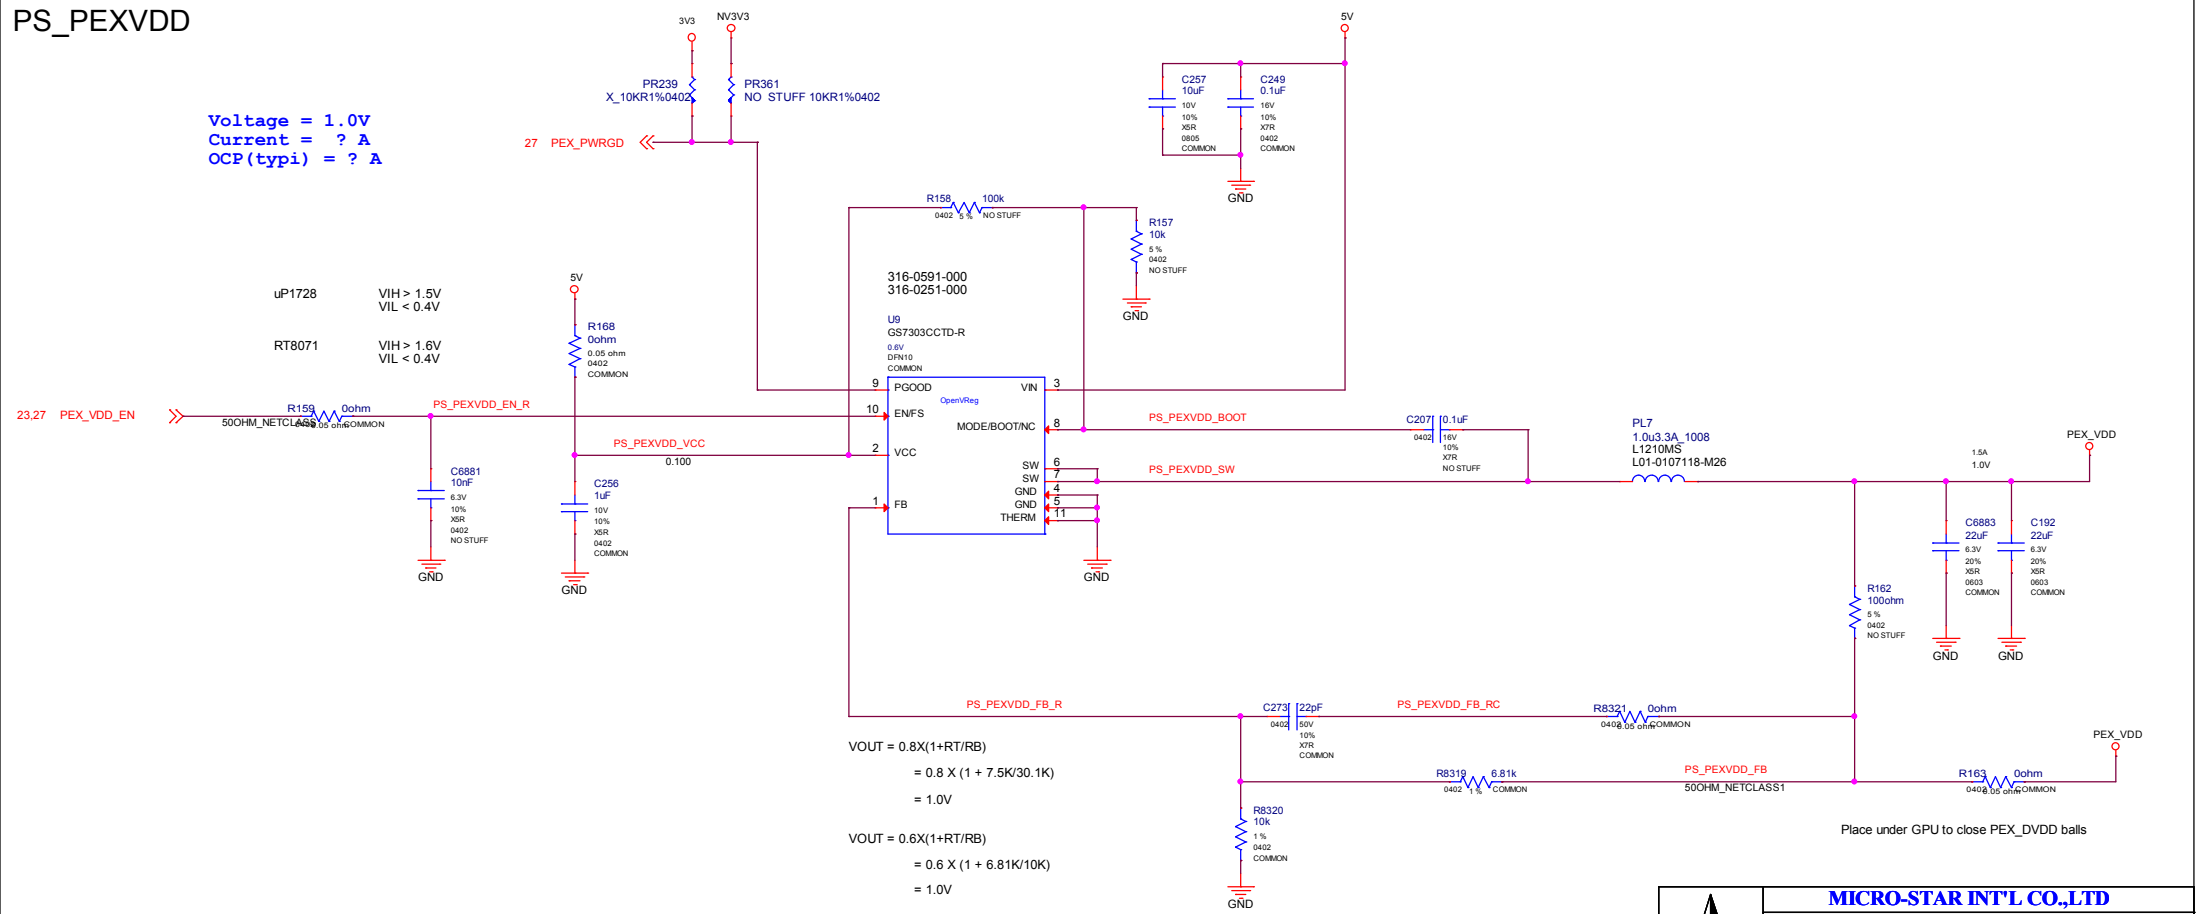 PS_PEXVDD
3V3
NV3V3
5V
PR239
X_10KR1%0402
PR361
NO STUFF 10KR1%0402
Voltage = 1.0V
Current = ? A
OCP(typi) = ? A
27 PEX_PWRGD
C257
10uF
10V
10%
X5R
0805
COMMON
C249
0.1uF
16V
10%
X7R
0402
COMMON
GND
R158 100k
0402 5 % NO STUFF
R157
10k
5 %
0402
NO STUFF
GND
uP1728 VIH > 1.5V
VIL < 0.4V
RT8071 VIH > 1.6V
VIL < 0.4V
5V
R168
0ohm
0.05 ohm
0402
COMMON
316-0591-000
316-0251-000
U9
GS7303CCTD-R
0.6V
DFN10
COMMON
OpenVReg
9 PGOOD
10 EN/FS
2 VCC
1 FB
VIN 3
MODE/BOOT/NC 8
SW 6
SW 7
GND 4
GND 5
THERM 11
GND
23,27 PEX_VDD_EN
R159 0ohm
50OHM_NETCLASS1
0402 0.05 ohm COMMON
PS_PEXVDD_EN_R
PS_PEXVDD_VCC
0.100
C6881
10nF
6.3V
10%
X5R
0402
NO STUFF
GND
C256
1uF
10V
10%
X5R
0402
COMMON
GND
PS_PEXVDD_BOOT
C207 0.1uF
0402 16V
10%
X7R
NO STUFF
PS_PEXVDD_SW
PL7
1.0u3.3A_1008
L1210MS
L01-0107118-M26
1.5A
1.0V
PEX_VDD
C6883
22uF
6.3V
20%
X5R
0603
COMMON
GND
C192
22uF
6.3V
20%
X5R
0603
COMMON
GND
R162
100ohm
5 %
0402
NO STUFF
PS_PEXVDD_FB_R
C273 22pF
0402 50V
10%
X7R
COMMON
PS_PEXVDD_FB_RC
R8321 0ohm
0402 0.05 ohm COMMON
R8319 6.81k
0402 1 % COMMON
PS_PEXVDD_FB
50OHM_NETCLASS1
R163 0ohm
0402 0.05 ohm COMMON
PEX_VDD
R8320
10k
1 %
0402
COMMON
GND
VOUT = 0.8X(1+RT/RB)
= 0.8 X (1 + 7.5K/30.1K)
= 1.0V
VOUT = 0.6X(1+RT/RB)
= 0.6 X (1 + 6.81K/10K)
= 1.0V
Place under GPU to close PEX_DVDD balls
MICRO-STAR INT'L CO.,LTD